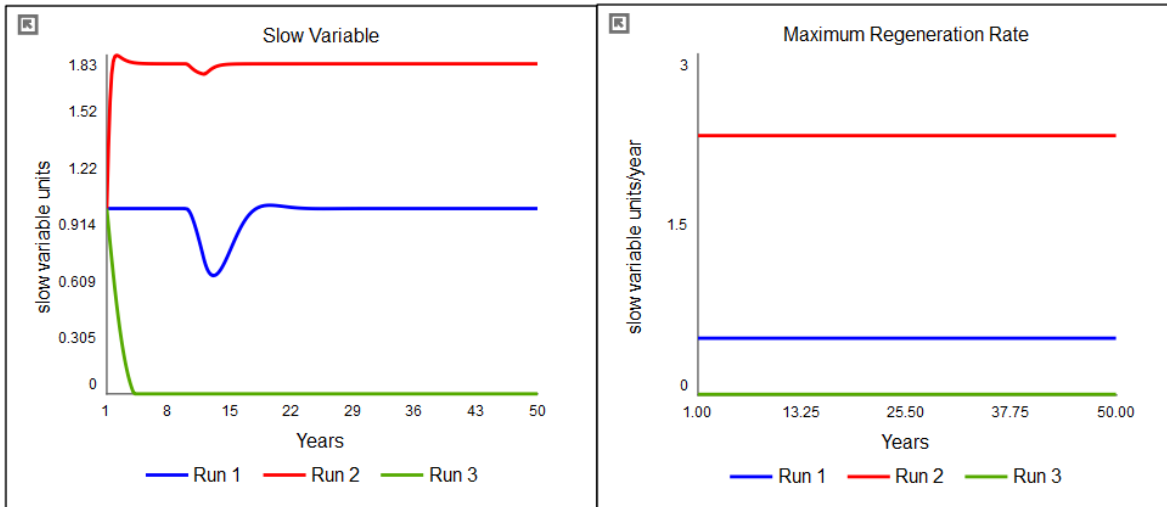 Slow Variable
slow variable units
1.83
1.52
1.22
0.914
0.609
0.305
0
1 8 15 22 29 36 43 50
Years
Run 1 Run 2 Run 3
Maximum Regeneration Rate
slow variable units/year
3
1.5
0
1.00 13.25 25.50 37.75 50.00
Years
Run 1 Run 2 Run 3